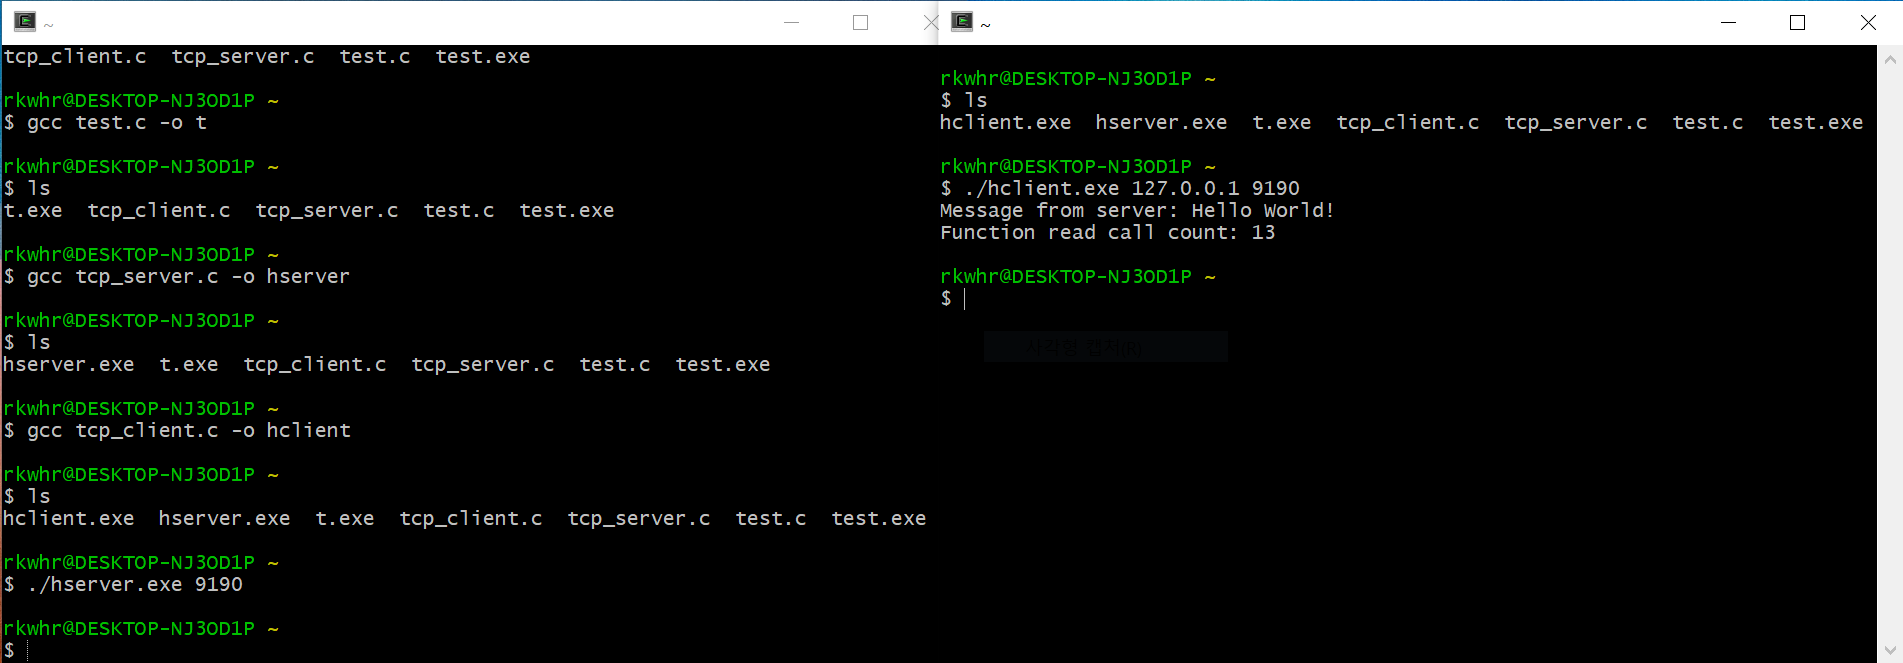 ~
tcp_client.c  tcp_server.c  test.c  test.exe
rkwhr@DESKTOP-NJ3OD1P ~
$ gcc test.c -o t
rkwhr@DESKTOP-NJ3OD1P ~
$ ls
t.exe  tcp_client.c  tcp_server.c  test.c  test.exe
rkwhr@DESKTOP-NJ3OD1P ~
$ gcc tcp_server.c -o hserver
rkwhr@DESKTOP-NJ3OD1P ~
$ ls
hserver.exe  t.exe  tcp_client.c  tcp_server.c  test.c  test.exe
rkwhr@DESKTOP-NJ3OD1P ~
$ gcc tcp_client.c -o hclient
rkwhr@DESKTOP-NJ3OD1P ~
$ ls
hclient.exe  hserver.exe  t.exe  tcp_client.c  tcp_server.c  test.c  test.exe
rkwhr@DESKTOP-NJ3OD1P ~
$ ./hserver.exe 9190
rkwhr@DESKTOP-NJ3OD1P ~
$
~
rkwhr@DESKTOP-NJ3OD1P ~
$ ls
hclient.exe  hserver.exe  t.exe  tcp_client.c  tcp_server.c  test.c  test.exe
rkwhr@DESKTOP-NJ3OD1P ~
$ ./hclient.exe 127.0.0.1 9190
Message from server: Hello World!
Function read call count: 13
rkwhr@DESKTOP-NJ3OD1P ~
$
사각형 캡처(R)